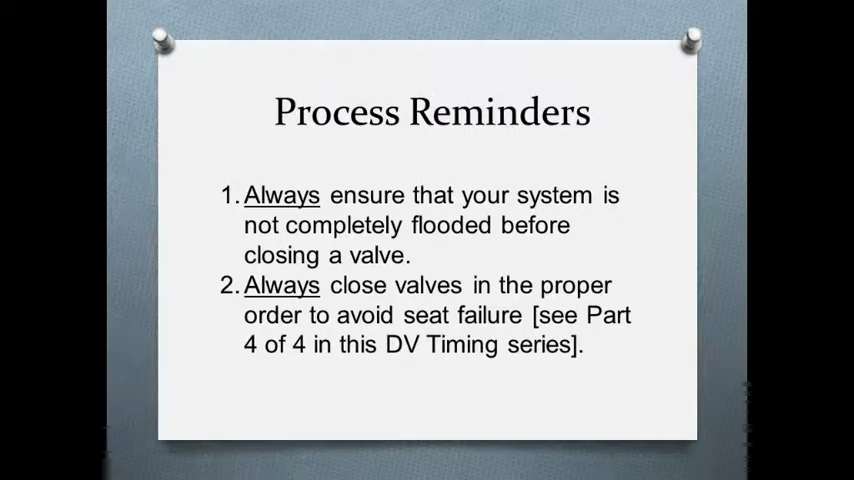 Process Reminders
1. Always ensure that your system is
not completely flooded before
closing a valve.
2. Always close valves in the proper
order to avoid seat failure [see Part
4 of 4 in this DV Timing series].